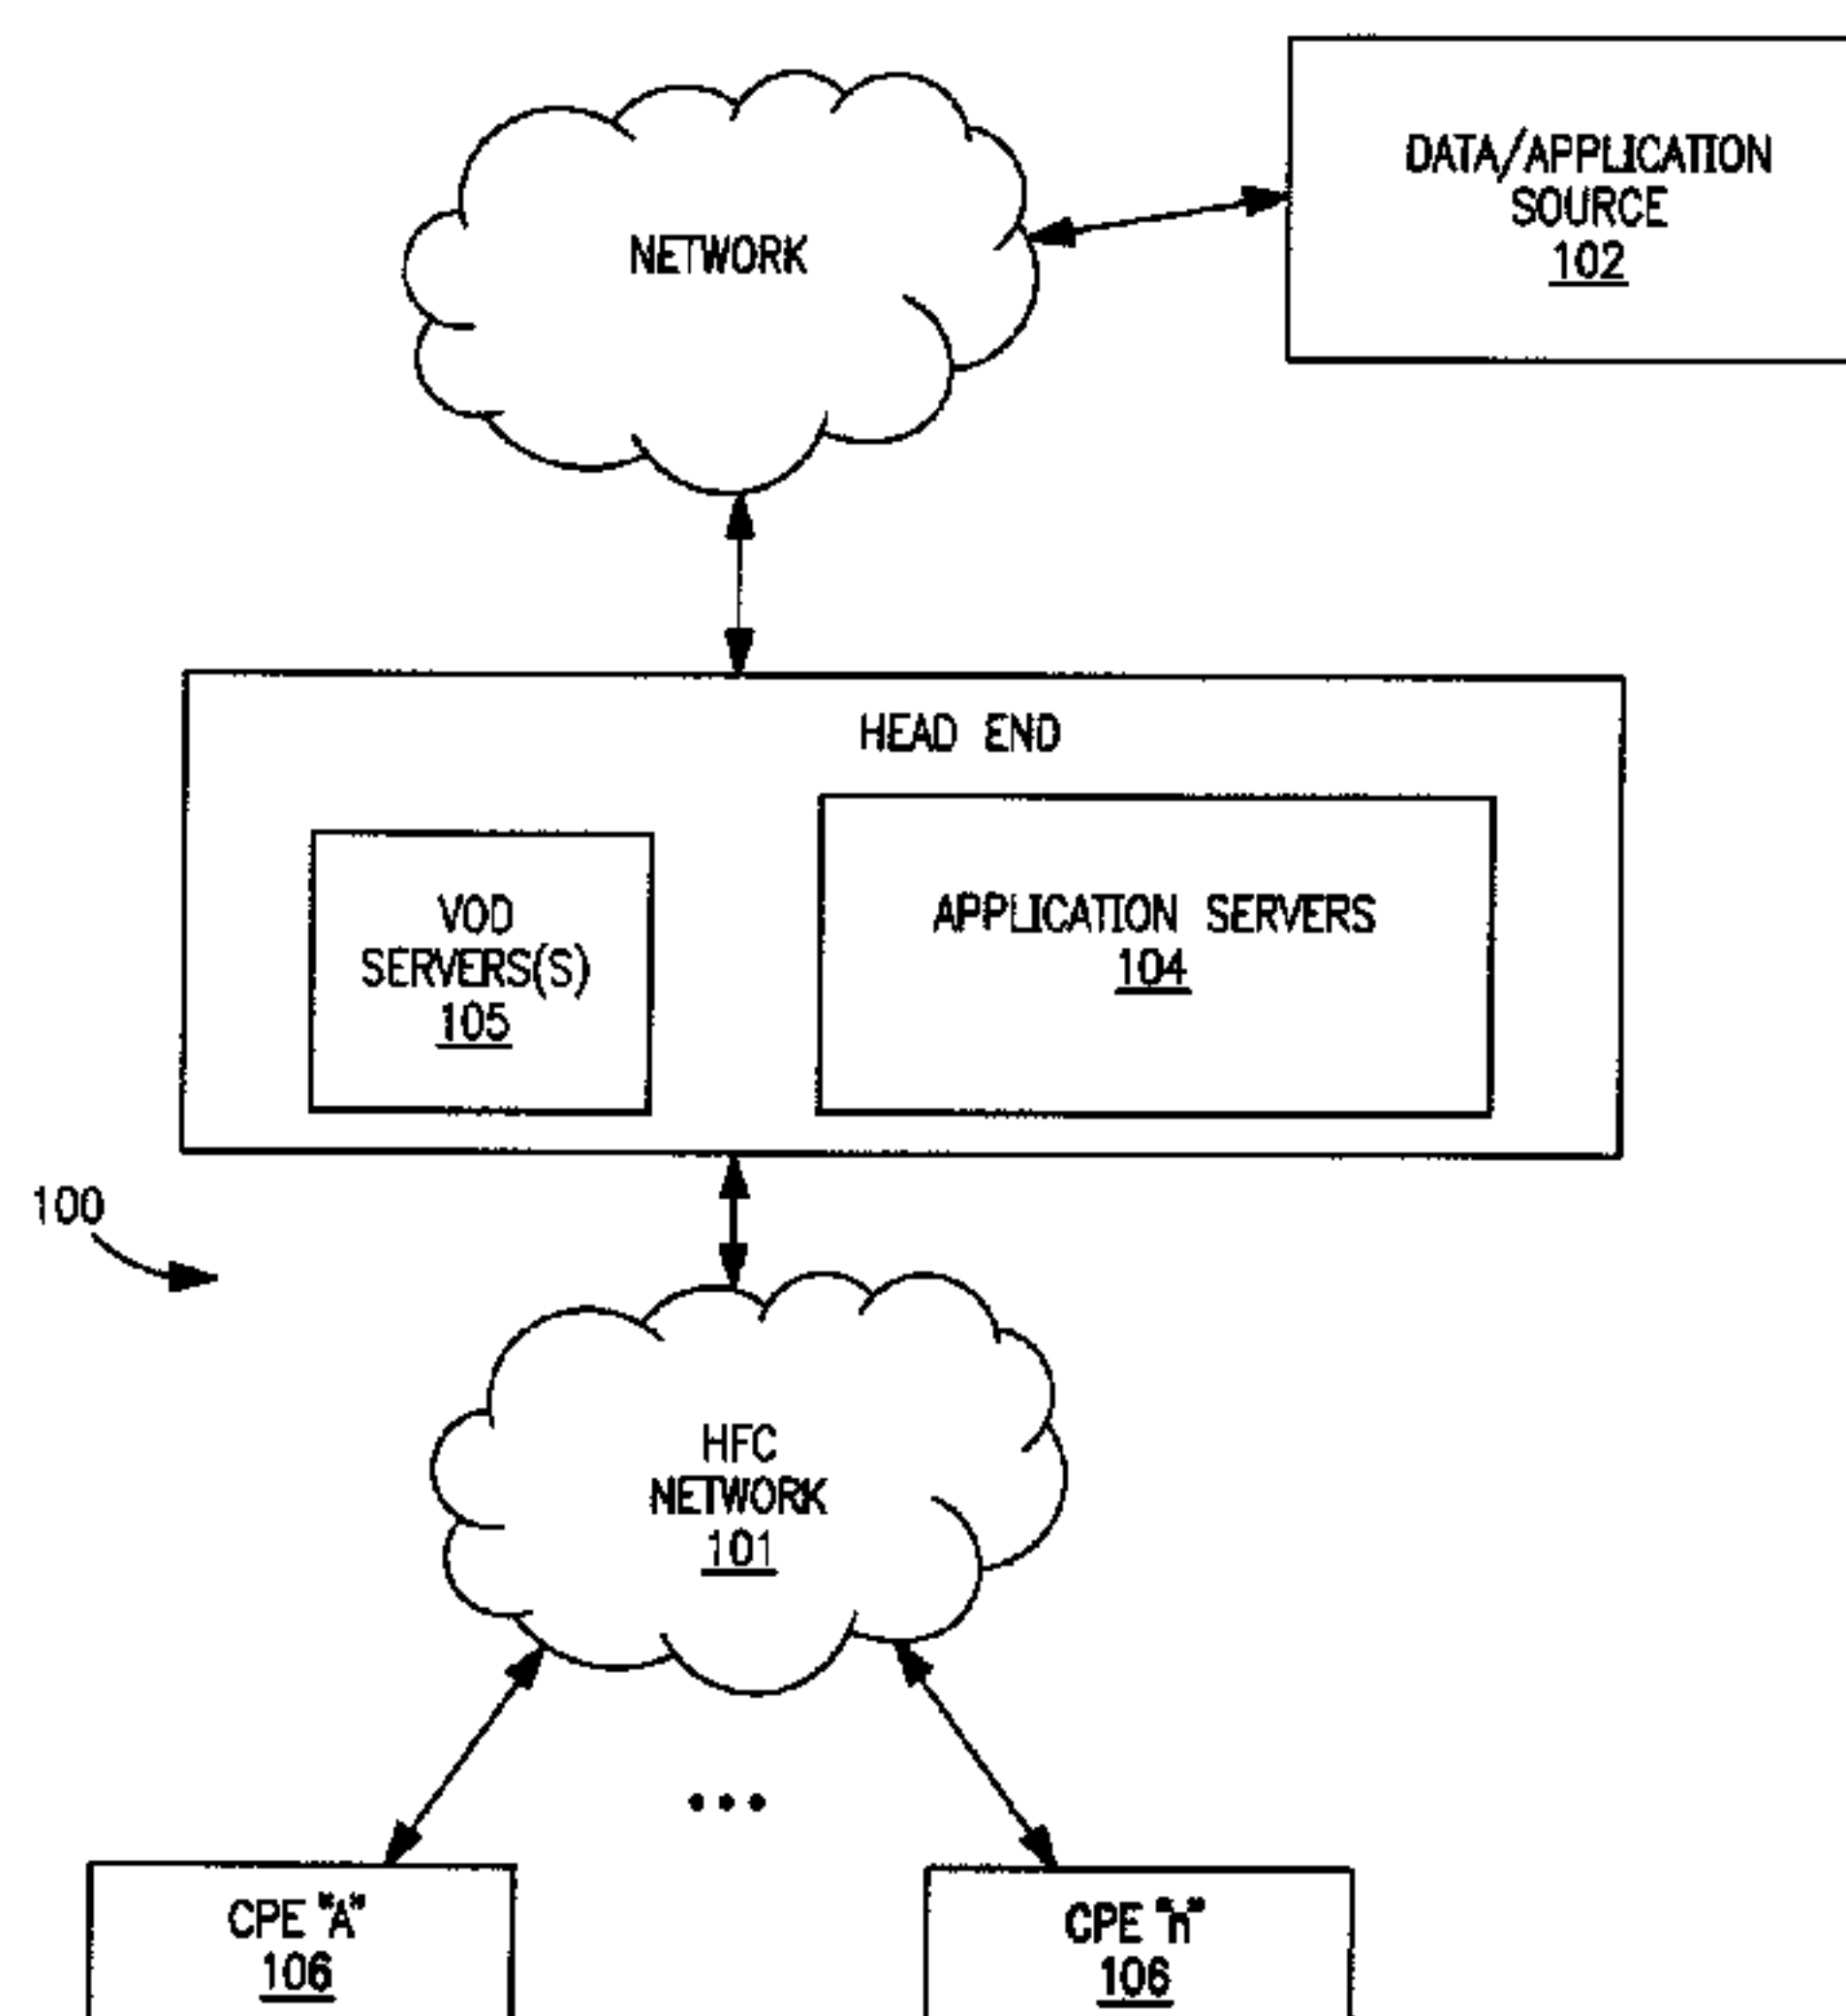 DATA/APPLICATION
SOURCE
102
NETWORK
HEAD END
VOD
SERVERS(S)
105
APPLICATION SERVERS
104
100
HFC
NETWORK
101
CPE "A"
106
CPE "n"
106